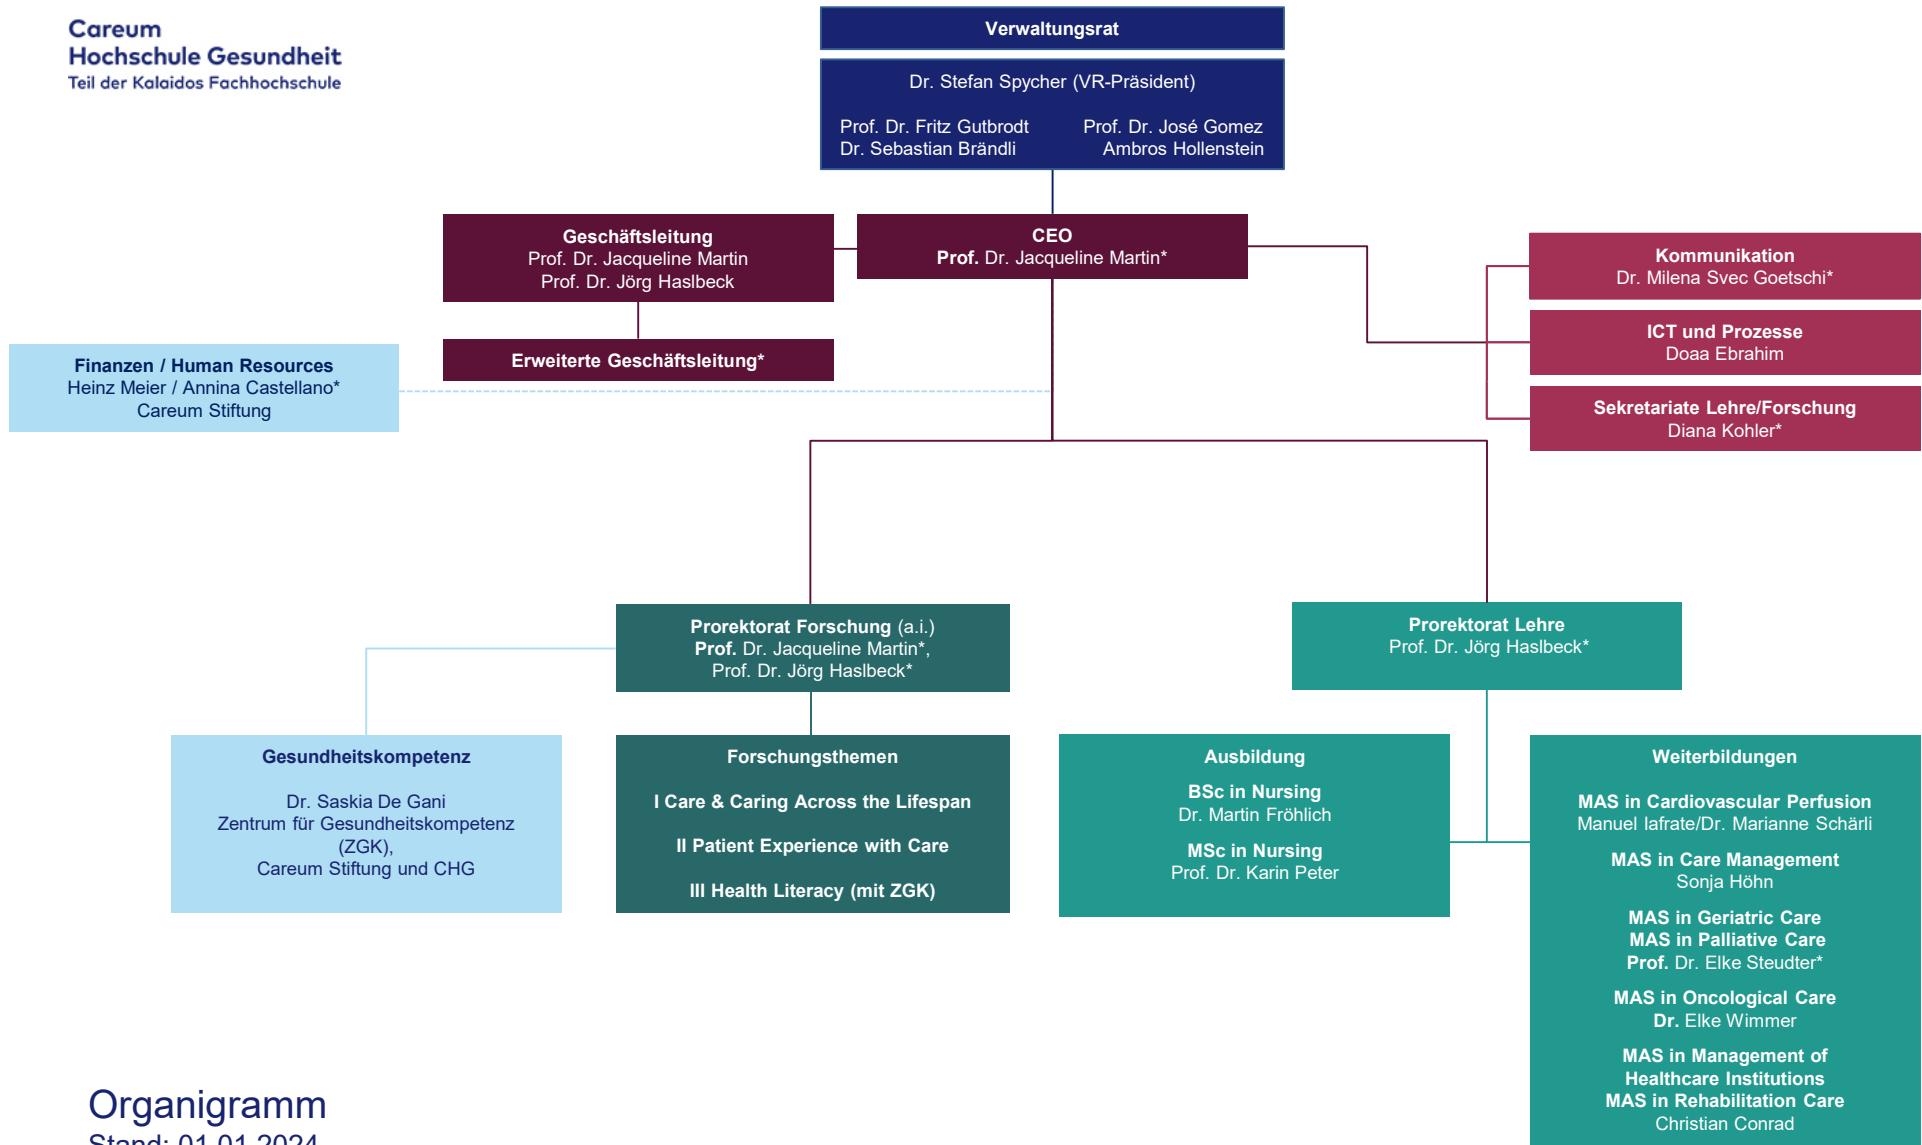 Careum
Hochschule Gesundheit
Teil der Kalaidos Fachhochschule
Verwaltungsrat
Dr. Stefan Spycher (VR-Präsident)
Prof. Dr. Fritz Gutbrodt
Dr. Sebastian Brändli
Prof. Dr. José Gomez
Ambros Hollenstein
Geschäftsleitung
Prof. Dr. Jacqueline Martin
Prof. Dr. Jörg Haslbeck
CEO
Prof. Dr. Jacqueline Martin*
Kommunikation
Dr. Milena Svec Goetschi*
ICT und Prozesse
Doaa Ebrahim
Sekretariate Lehre/Forschung
Diana Kohler*
Erweiterte Geschäftsleitung*
Finanzen / Human Resources
Heinz Meier / Annina Castellano*
Careum Stiftung
Prorektorat Forschung (a.i.)
Prof. Dr. Jacqueline Martin*,
Prof. Dr. Jörg Haslbeck*
Prorektorat Lehre
Prof. Dr. Jörg Haslbeck*
Gesundheitskompetenz
Dr. Saskia De Gani
Zentrum für Gesundheitskompetenz
(ZGK),
Careum Stiftung und CHG
Forschungsthemen
I Care & Caring Across the Lifespan
II Patient Experience with Care
III Health Literacy (mit ZGK)
Ausbildung
BSc in Nursing
Dr. Martin Fröhlich
MSc in Nursing
Prof. Dr. Karin Peter
Weiterbildungen
MAS in Cardiovascular Perfusion
Manuel Iafrate/Dr. Marianne Schärli
MAS in Care Management
Sonja Höhn
MAS in Geriatric Care
MAS in Palliative Care
Prof. Dr. Elke Steudter*
MAS in Oncological Care
Dr. Elke Wimmer
MAS in Management of
Healthcare Institutions
MAS in Rehabilitation Care
Christian Conrad
Organigramm
Stand: 01.01.2024